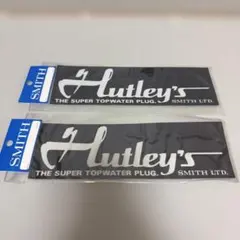 SMITH
Hutley's
THE SUPER TOPWATER PLUG. SMITH LTD.
SMITH
Hutley's
THE SUPER TOPWATER PLUG. SMITH LTD.